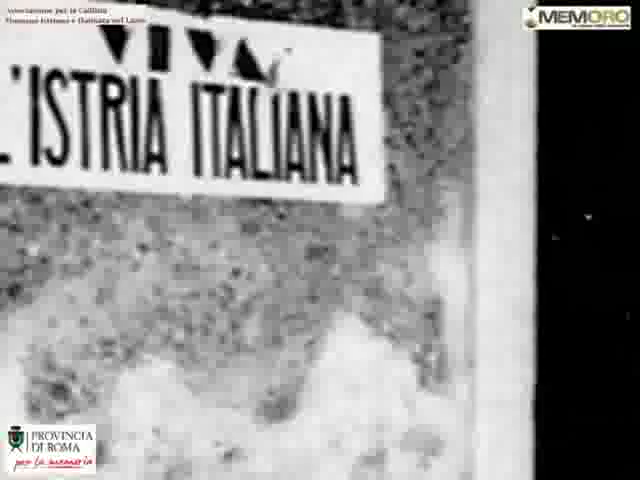 Associazione per la Cultura
Fiumana Istriana e Dalmata nel Lazio
MEMORO
VIVA
L'ISTRIA ITALIANA
PROVINCIA
DI ROMA
per la memoria